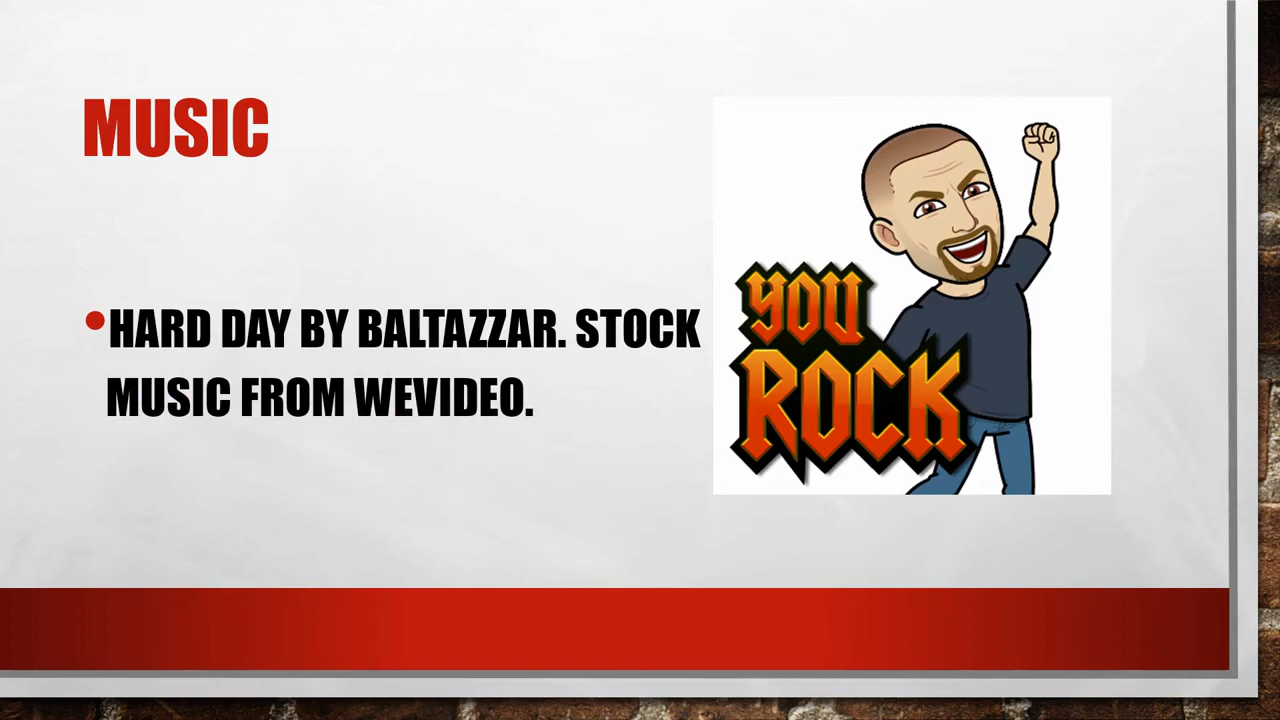 MUSIC
•HARD DAY BY BALTAZZAR. STOCK
MUSIC FROM WEVIDEO.
YOU
ROCK